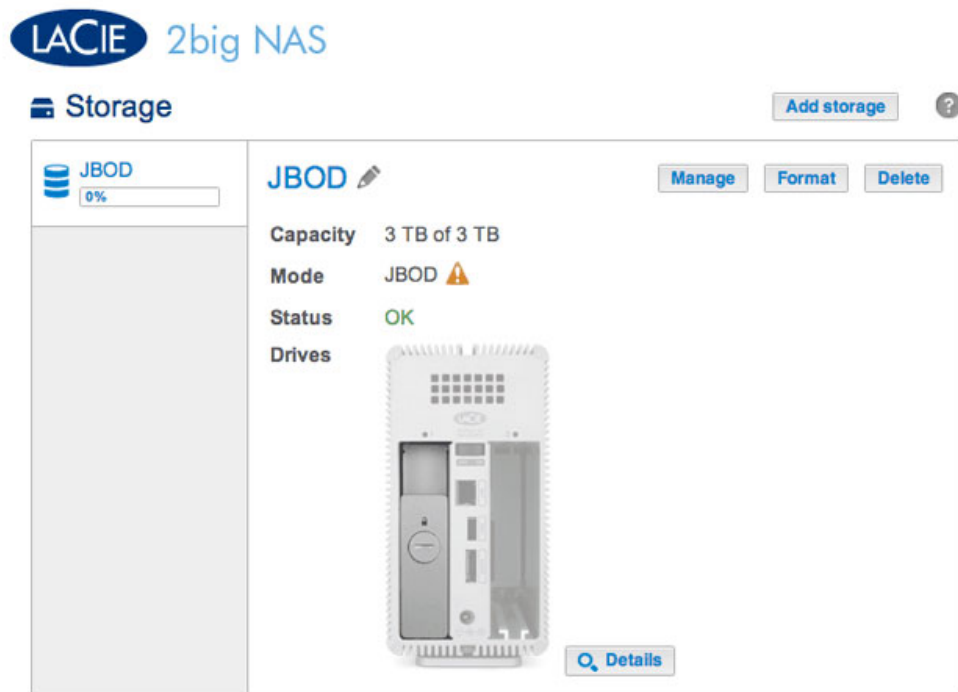 LACIE 2big NAS
Storage
Add storage
?
JBOD
0%
JBOD
Manage
Format
Delete
Capacity 3 TB of 3 TB
Mode JBOD
Status OK
Drives
LACIE
Details